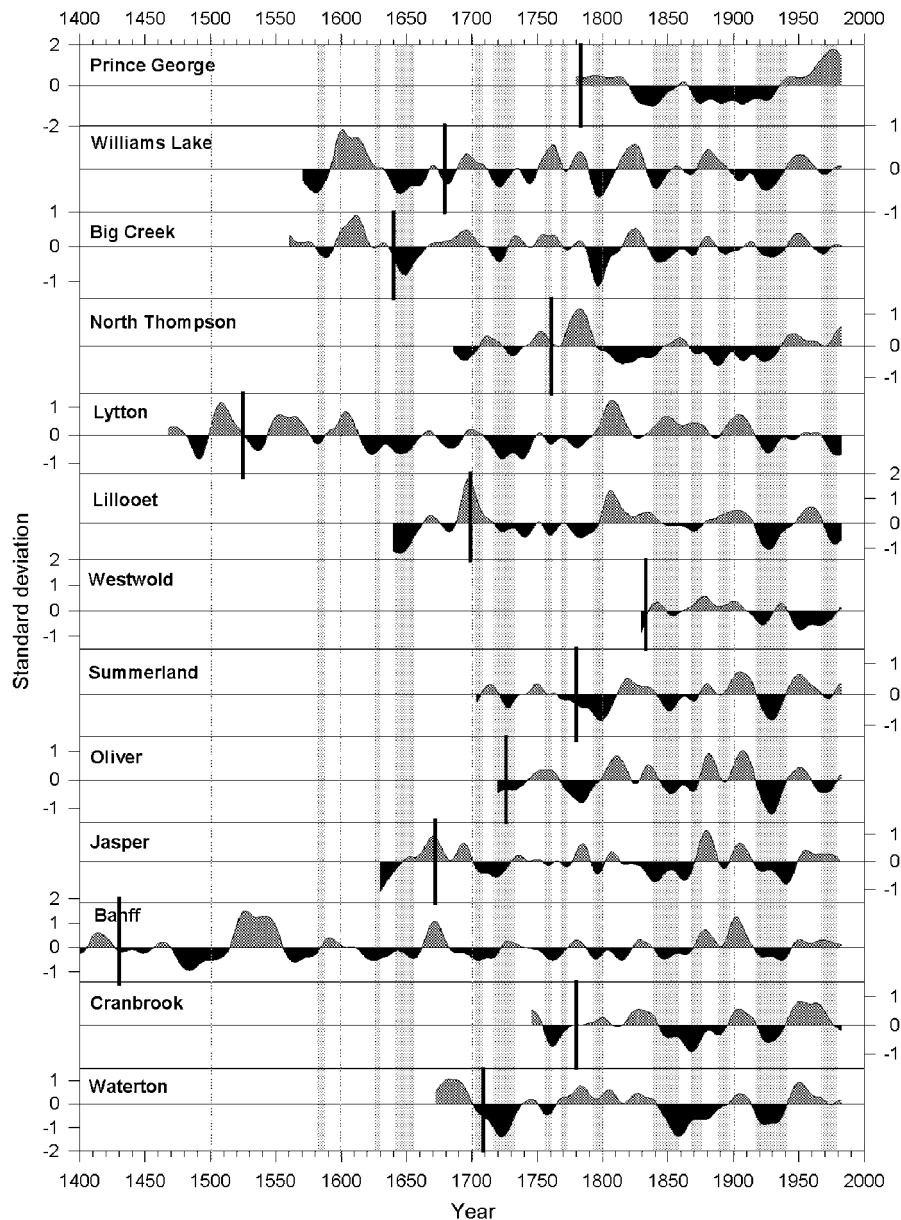 1400 1450 1500 1550 1600 1650 1700 1750 1800 1850 1900 1950 2000
2
Prince George
0
-2
1
Williams Lake
0
-1
1
Big Creek
0
-1
1
North Thompson
0
-1
1
Lytton
0
-1
2
Lillooet
1
0
-1
2
Westwold
1
0
-1
1
Summerland
0
-1
1
Oliver
0
-1
1
Jasper
0
-1
2
Banff
1
0
-1
1
Cranbrook
0
-1
1
Waterton
0
-1
-2
1400 1450 1500 1550 1600 1650 1700 1750 1800 1850 1900 1950 2000
Year
Standard deviation